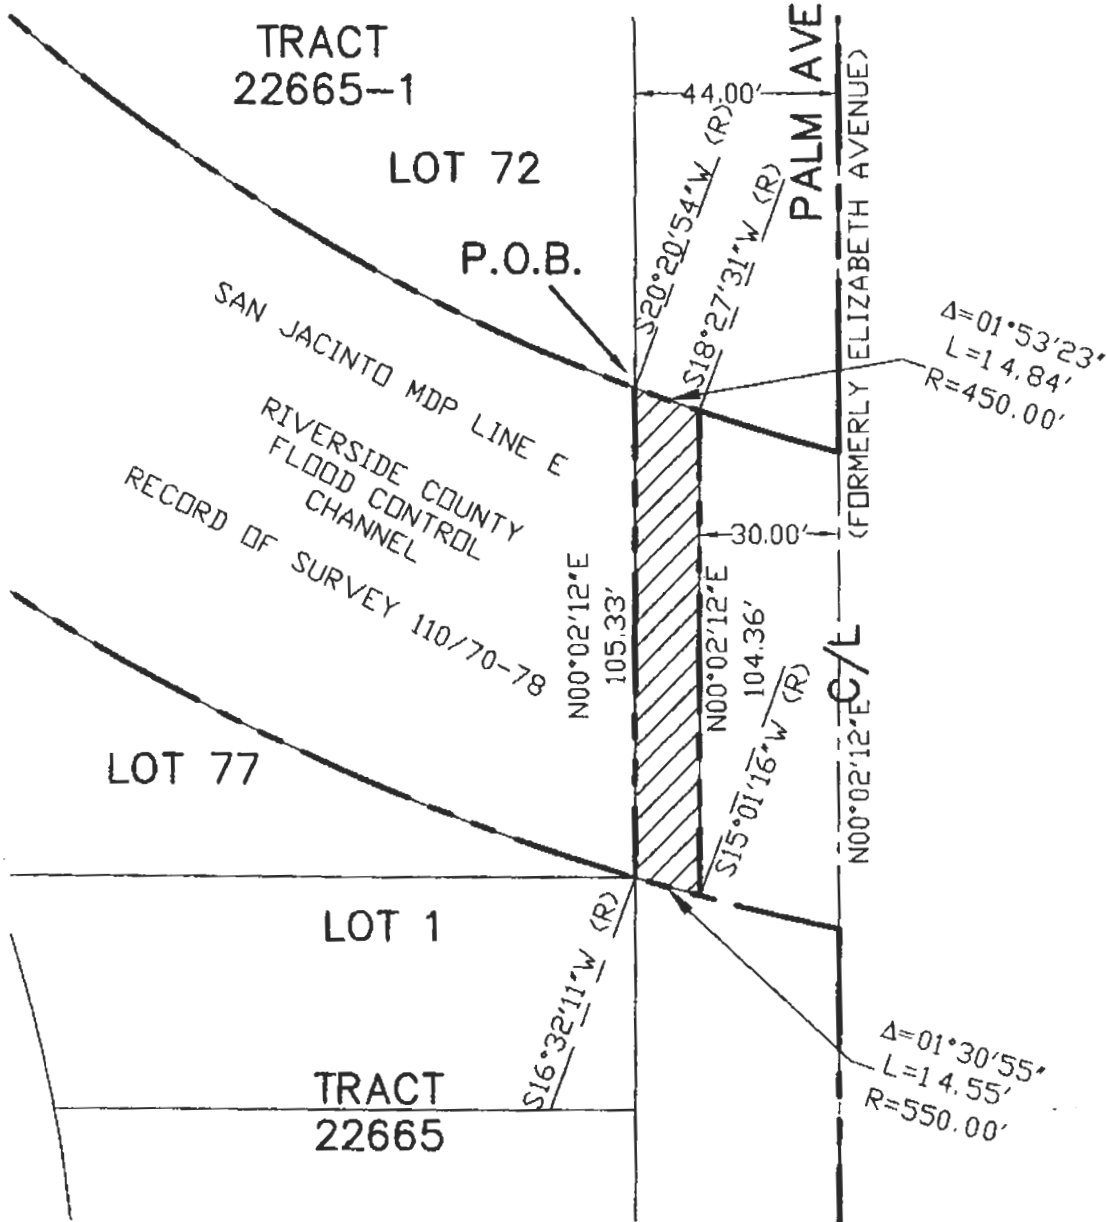 TRACT
22665-1
LOT 72
P.O.B.
44.00'
PALM AVE
(FORMERLY ELIZABETH AVENUE)
S20°20'54"W (R)
S18°27'31"W (R)
Δ=01°53'23"
L=14.84'
R=450.00'
SAN JACINTO MDP LINE E
RIVERSIDE COUNTY
FLOOD CONTROL
CHANNEL
RECORD OF SURVEY 110/70-78
30.00'
N00°02'12"E
105.33'
N00°02'12"E
104.36'
C/L
N00°02'12"E
S15°01'16"W (R)
LOT 77
LOT 1
S16°32'11"W (R)
TRACT
22665
Δ=01°30'55"
L=14.55'
R=550.00'